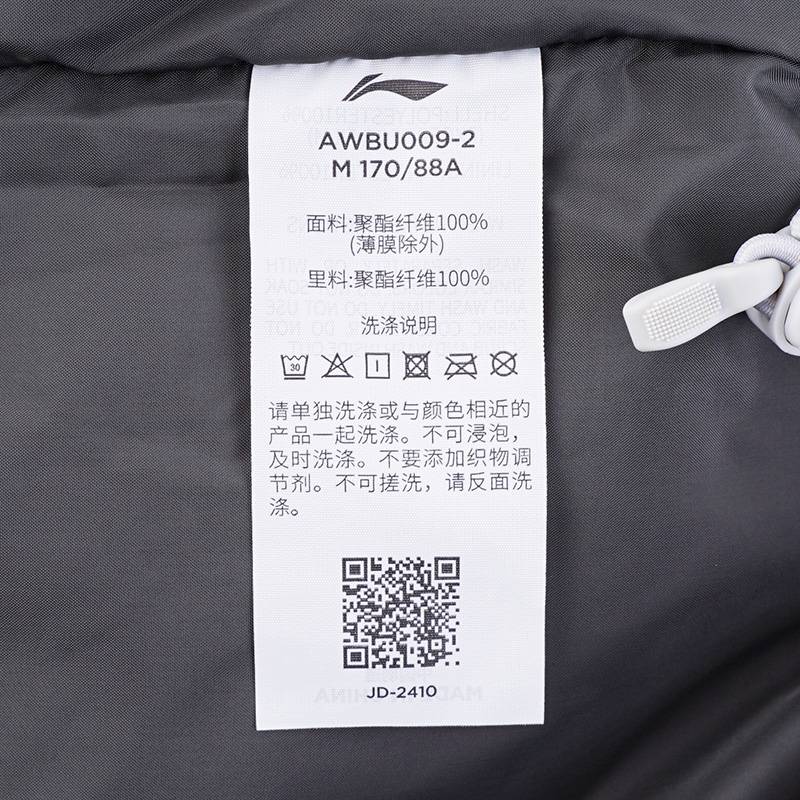 AWBU009-2
M 170/88A
面料:聚酯纤维100%
(薄膜除外)
里料:聚酯纤维100%
洗涤说明
30
请单独洗涤或与颜色相近的
产品一起洗涤。不可浸泡，
及时洗涤。不要添加织物调
节剂。不可搓洗，请反面洗
涤。
JD-2410